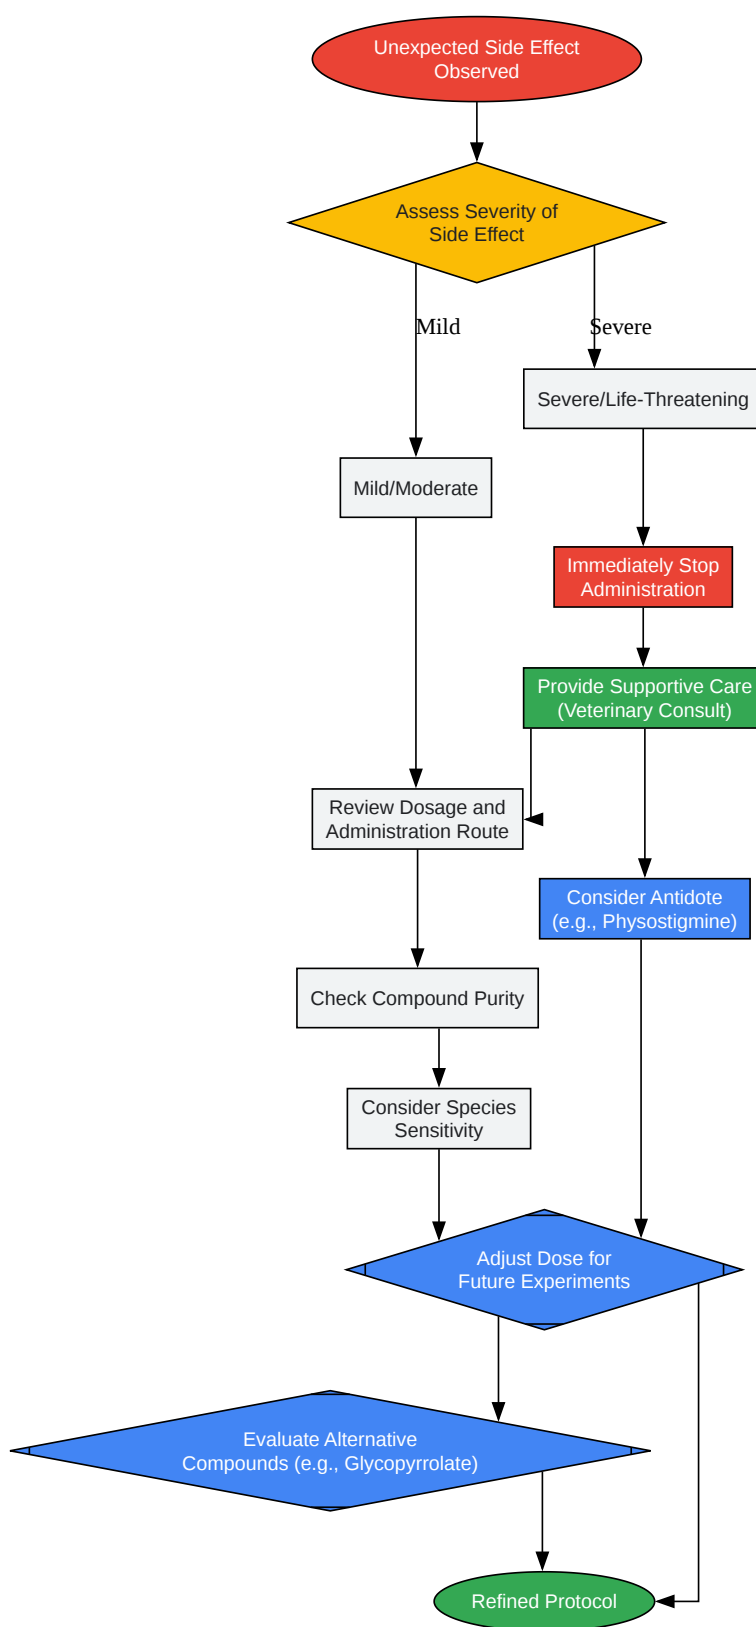 Unexpected Side Effect
Observed
Assess Severity of
Side Effect
Mild
Severe
Severe/Life-Threatening
Mild/Moderate
Immediately Stop
Administration
Provide Supportive Care
(Veterinary Consult)
Review Dosage and
Administration Route
Consider Antidote
(e.g., Physostigmine)
Check Compound Purity
Consider Species
Sensitivity
Adjust Dose for
Future Experiments
Evaluate Alternative
Compounds (e.g., Glycopyrrolate)
Refined Protocol